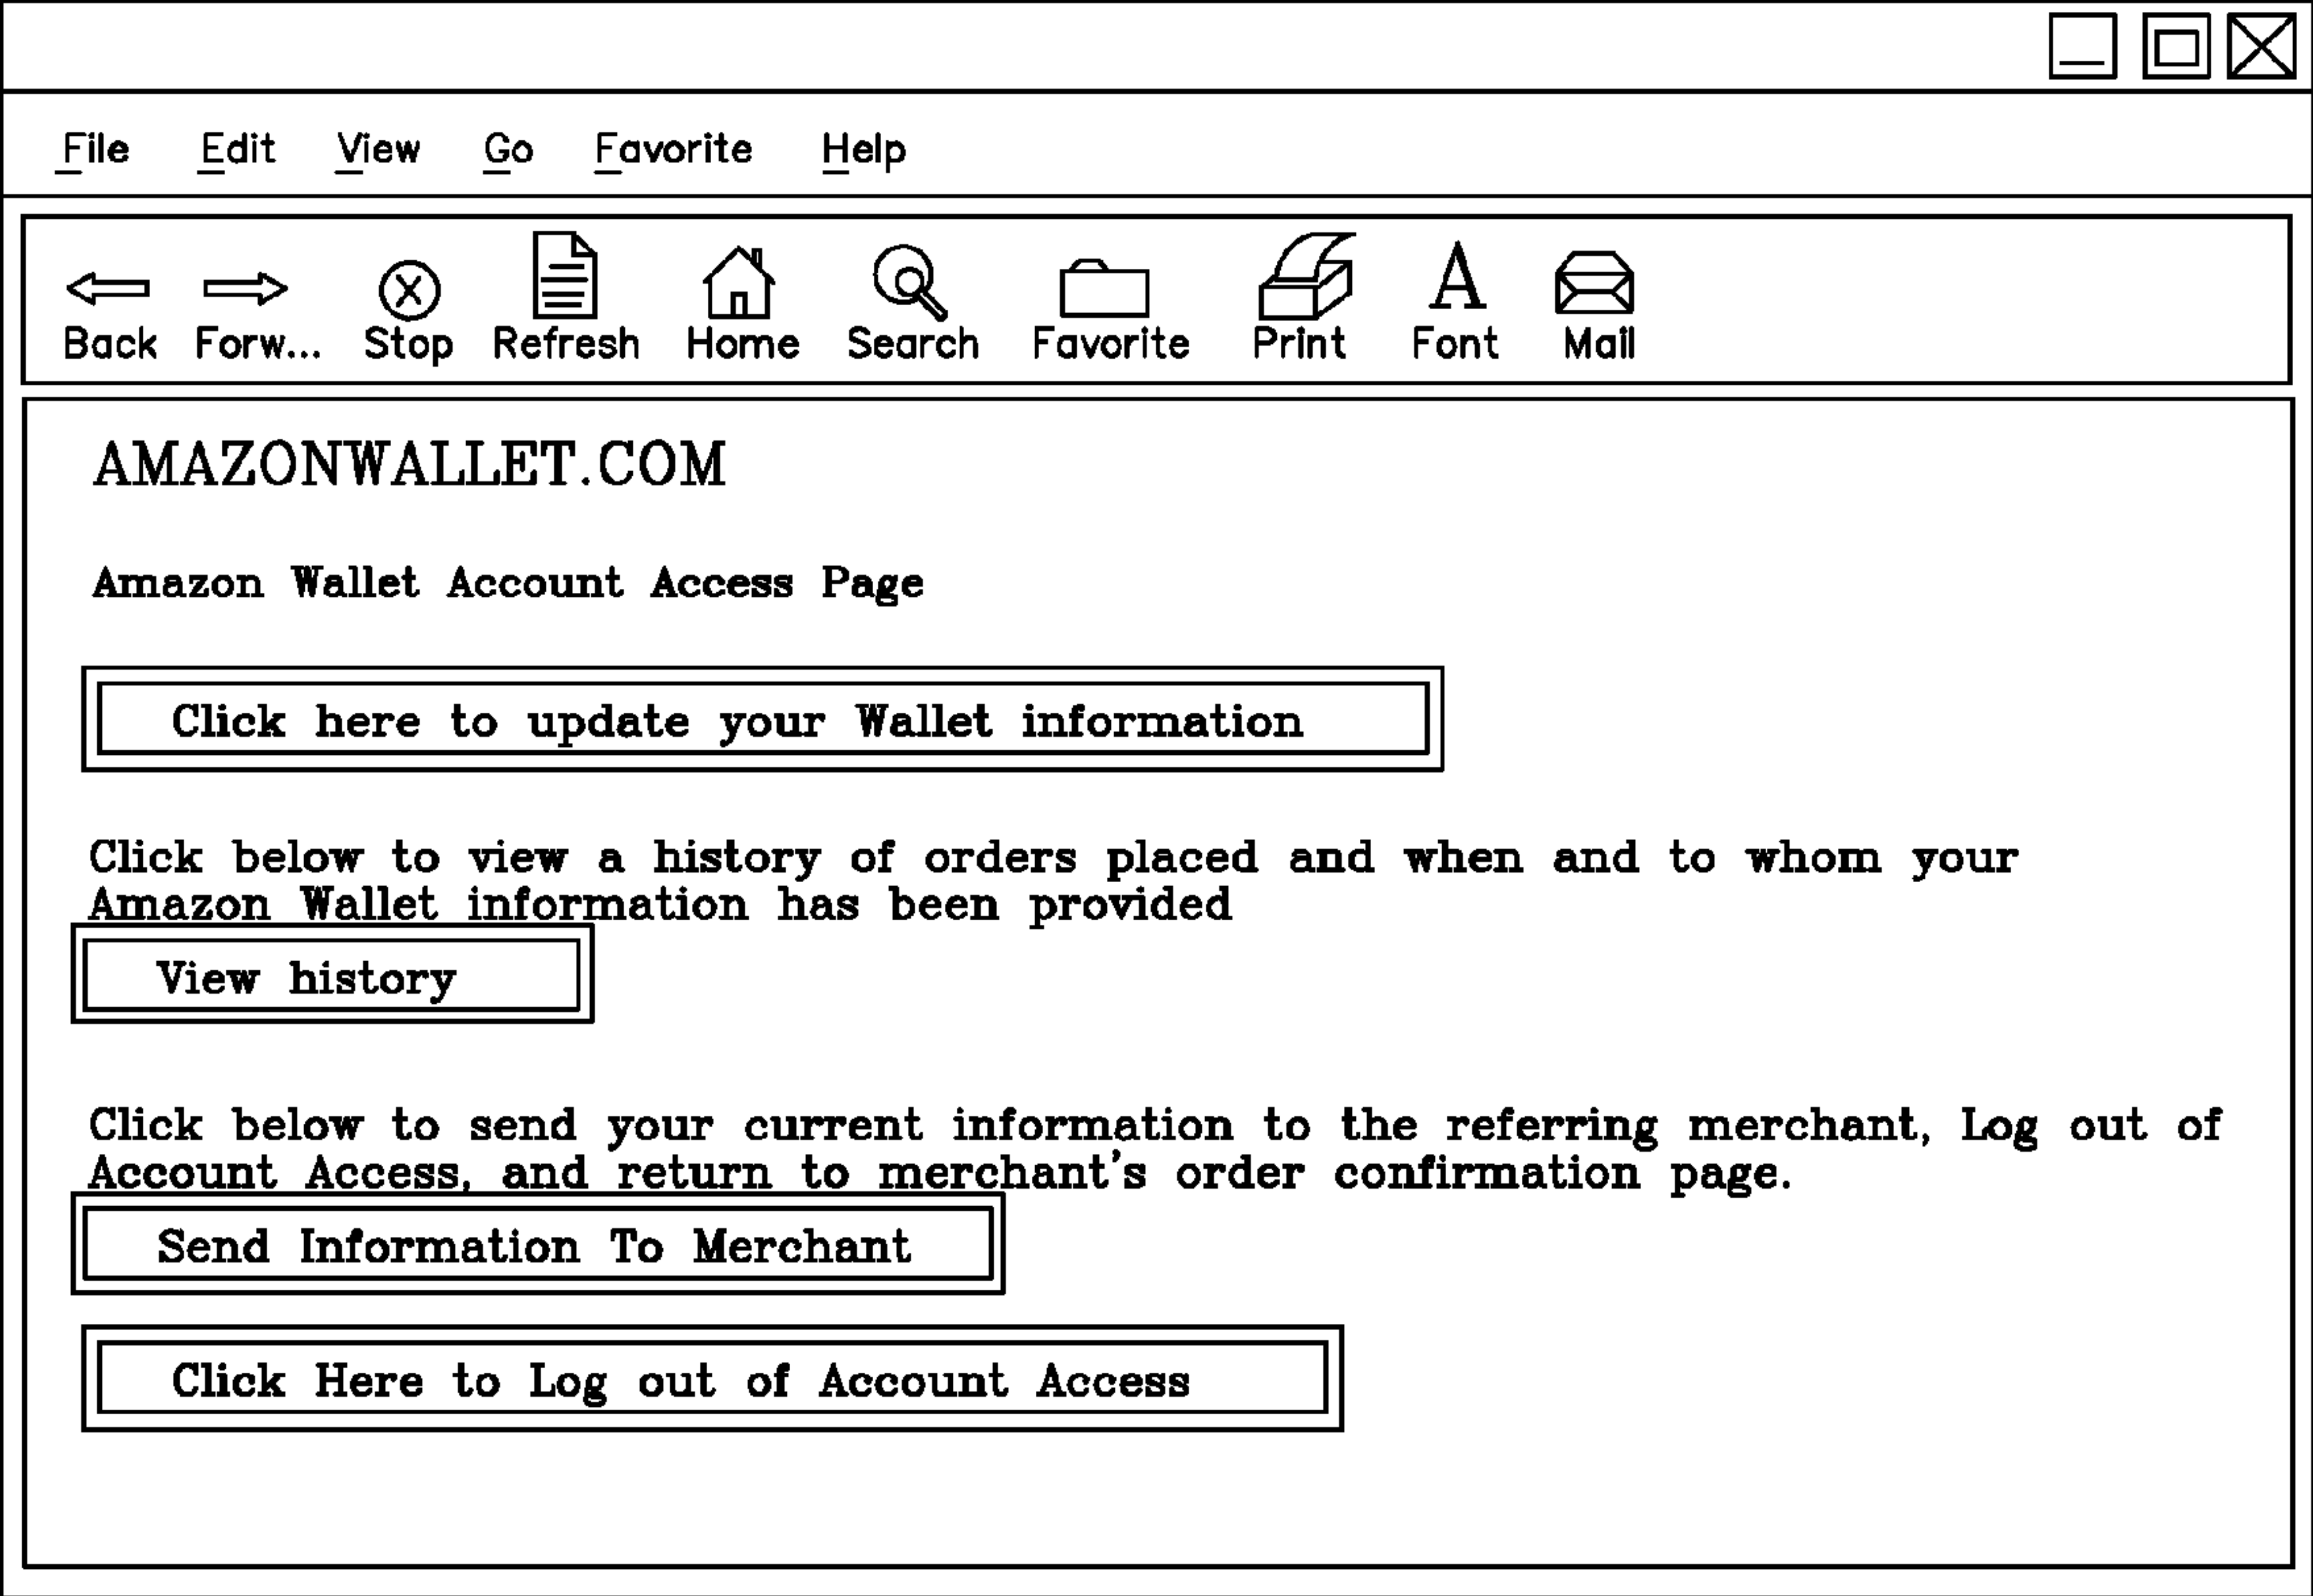 File Edit View Go Favorite Help
Back Forw... Stop Refresh Home Search Favorite Print Font Mail
AMAZONWALLET.COM
Amazon Wallet Account Access Page
Click here to update your Wallet information
Click below to view a history of orders placed and when and to whom your
Amazon Wallet information has been provided
View history
Click below to send your current information to the referring merchant, Log out of
Account Access, and return to merchant's order confirmation page.
Send Information To Merchant
Click Here to Log out of Account Access